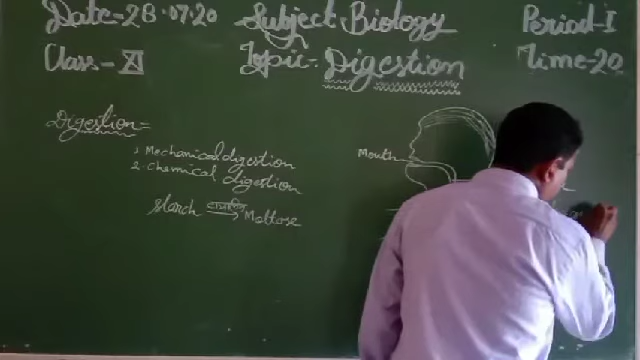 Date=28.07.20
Subject. Biology
Period-I
Class.-XI
Topic:- Digestion
Time=20
Digestion=
1 Mechanical digestion
2. Chemical digestion
Starch → Maltose
Mouth